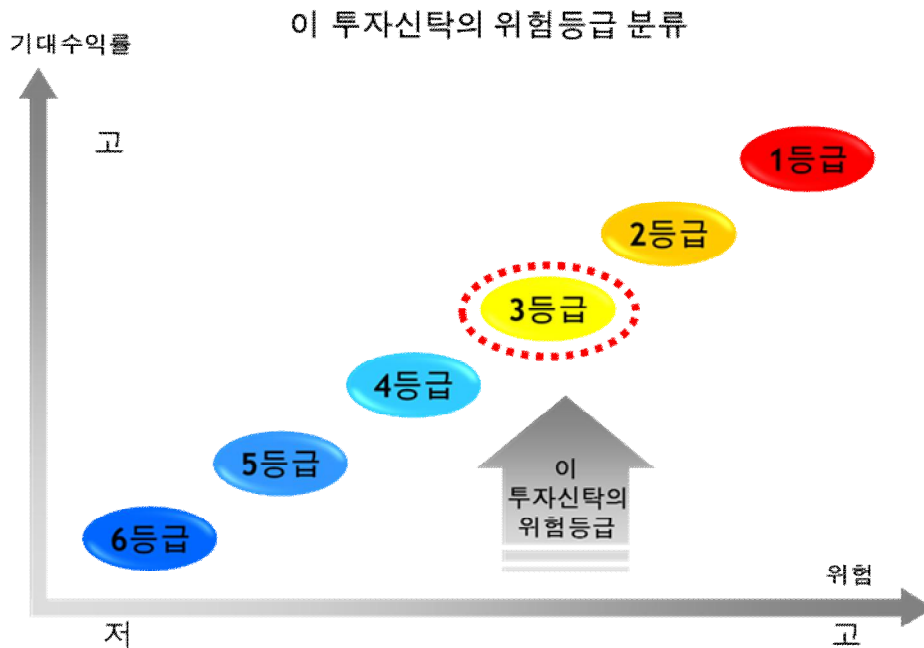 이 투자신탁의 위험등급 분류
기대수익률
고
1등급
2등급
3등급
4등급
5등급
6등급
이
투자신탁의
위험등급
위험
저
고